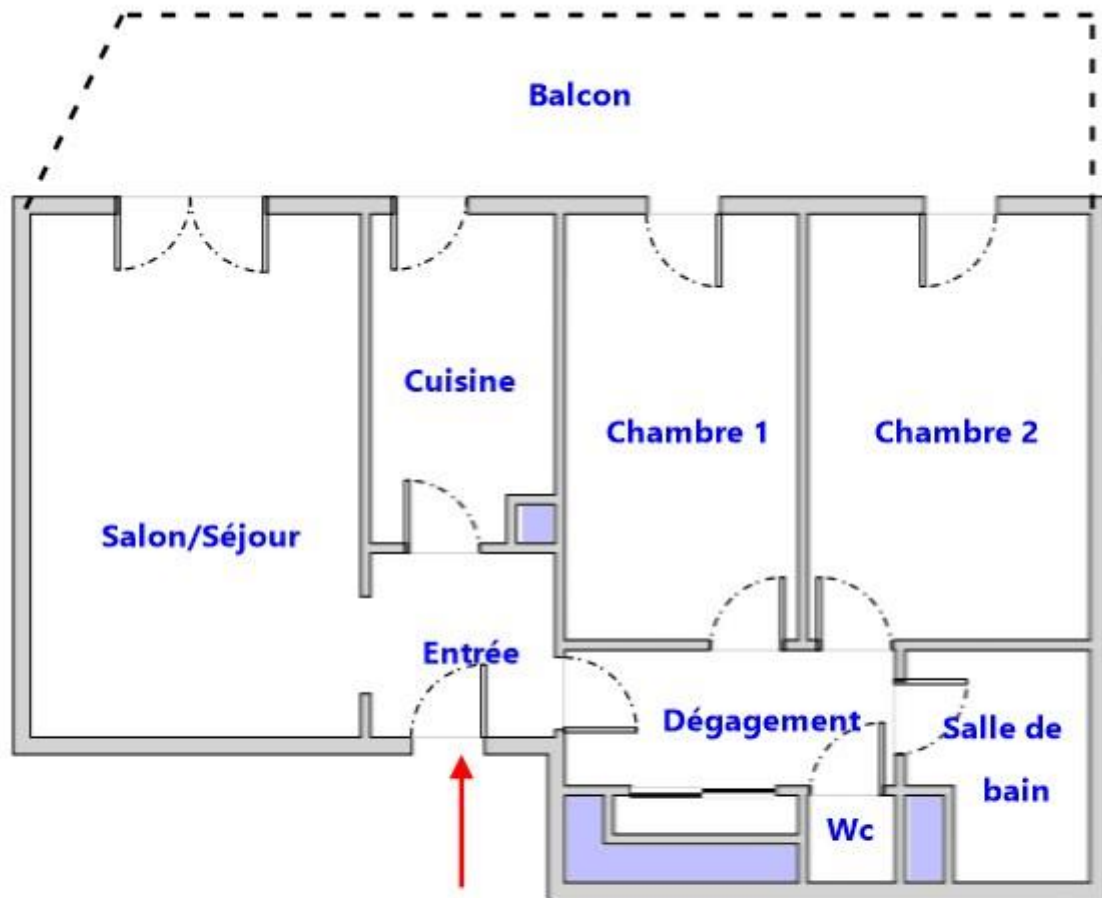 Balcon
Cuisine
Chambre 1
Chambre 2
Salon/Séjour
Entrée
Dégagement
Salle de
bain
Wc